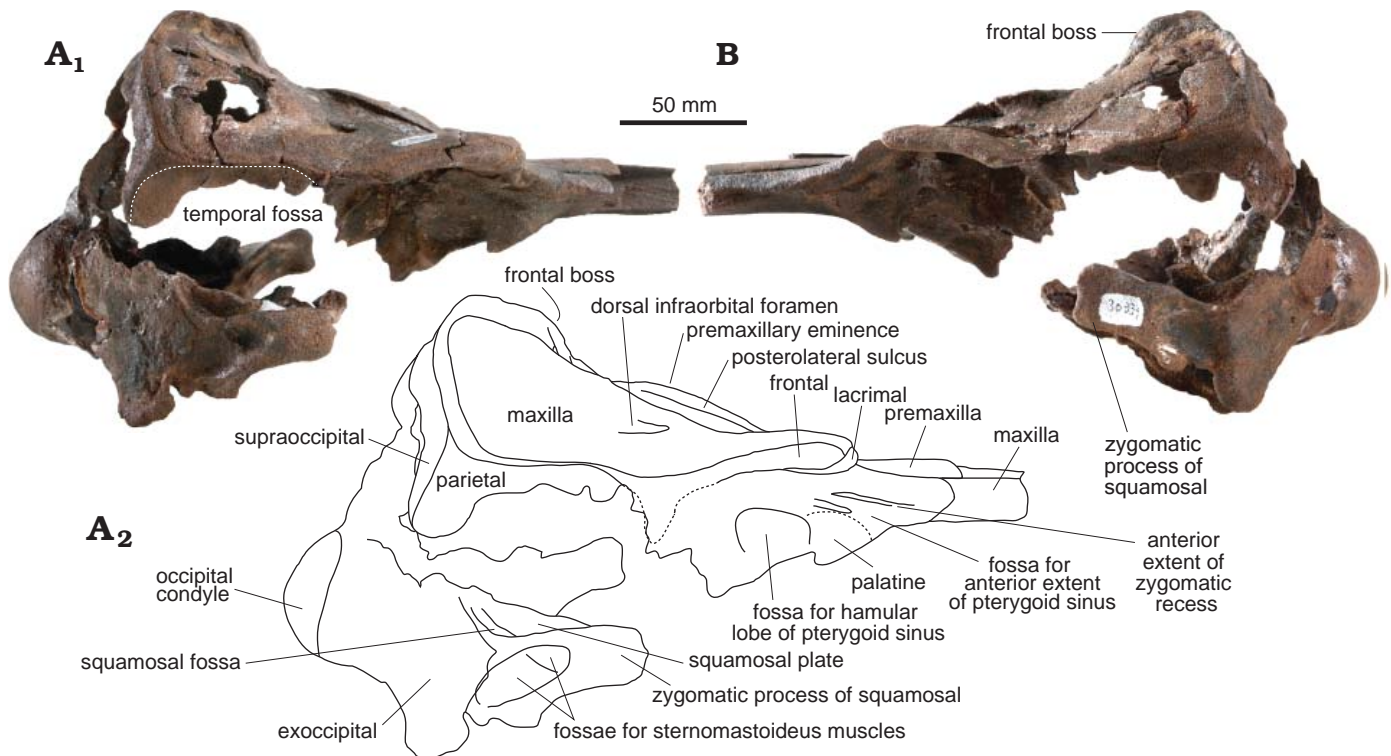 A1
B
frontal boss
50 mm
temporal fossa
frontal boss
dorsal infraorbital foramen
premaxillary eminence
posterolateral sulcus
frontal
lacrimal
premaxilla
maxilla
maxilla
supraoccipital
parietal
zygomatic
process of
squamosal
A2
occipital
condyle
palatine
fossa for
anterior extent
of pterygoid sinus
anterior
extent of
zygomatic
recess
fossa for hamular
lobe of pterygoid sinus
squamosal fossa
squamosal plate
zygomatic process of squamosal
exoccipital
fossae for sternomastoideus muscles